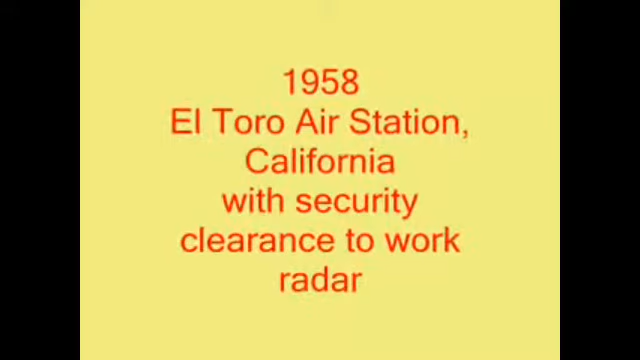 1958
El Toro Air Station,
California
with security
clearance to work
radar